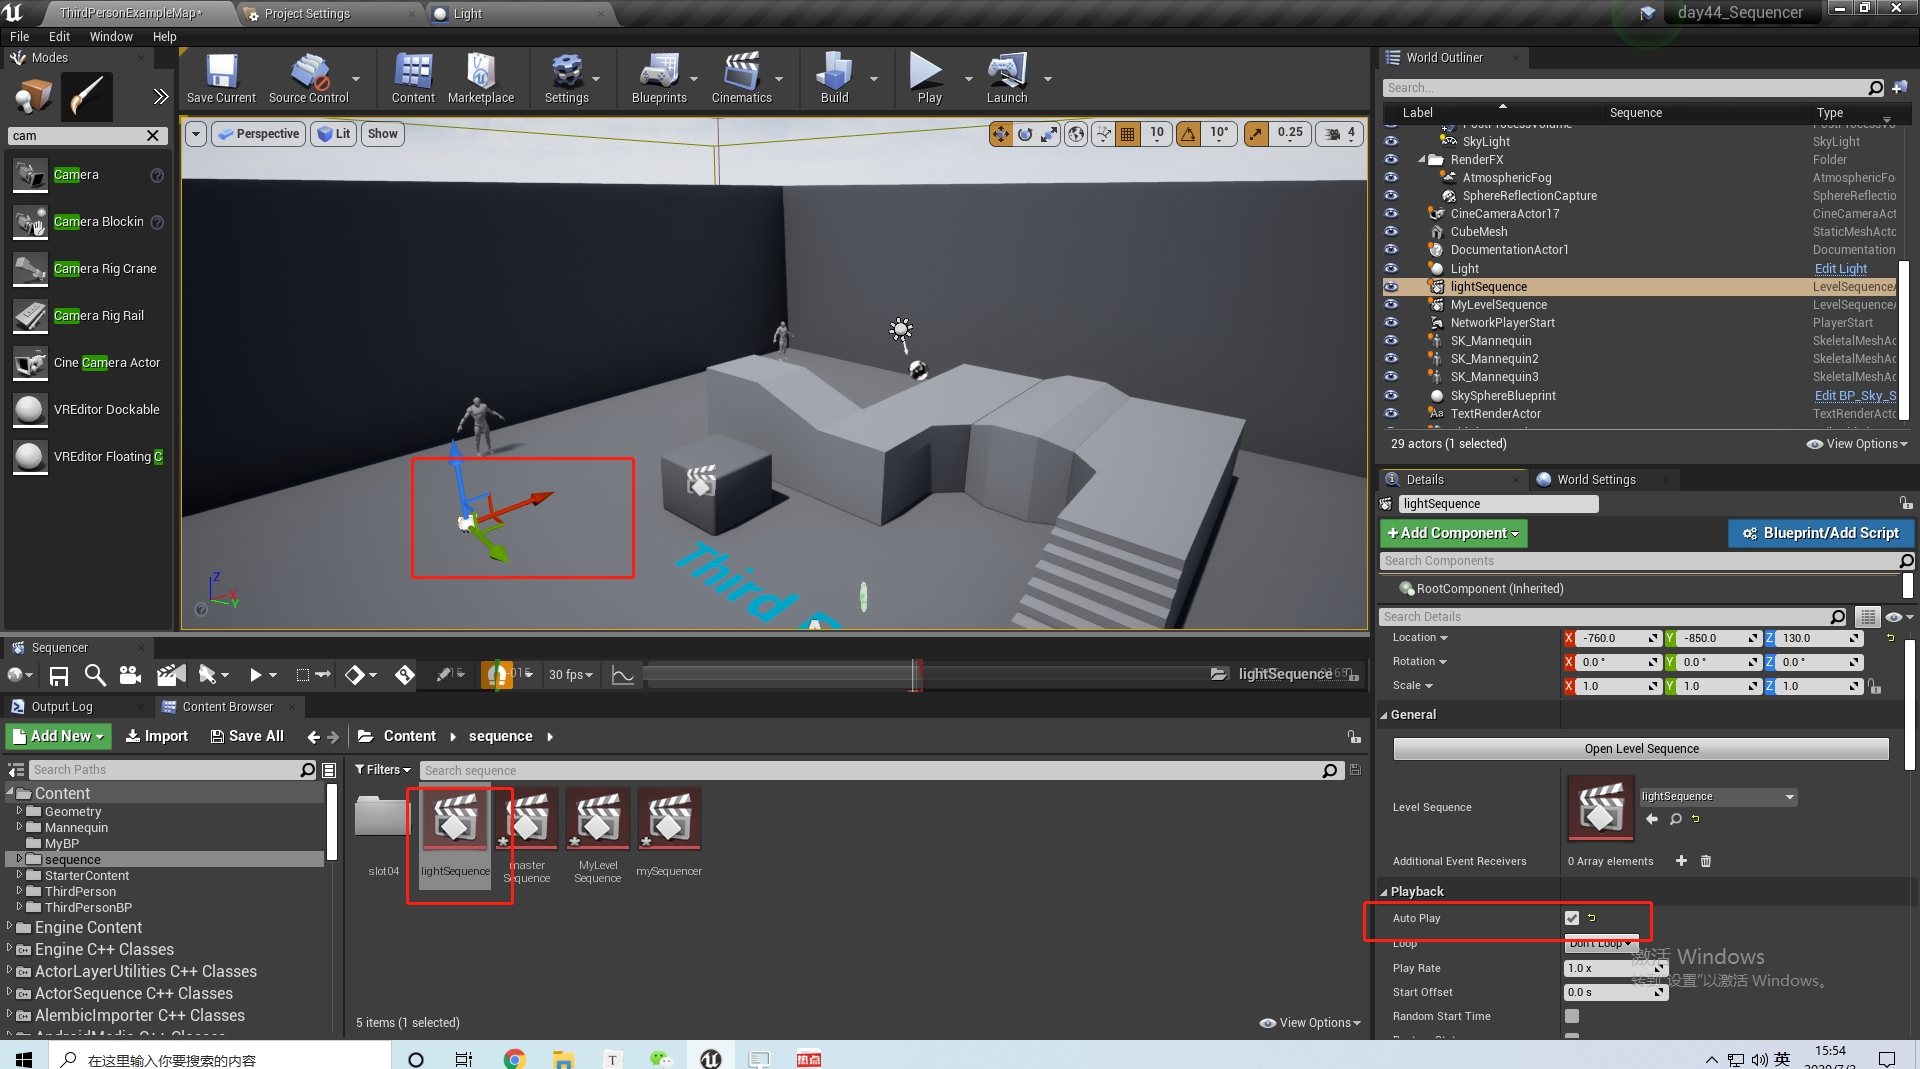 ThirdPersonExampleMap*
Project Settings
Light
day44_Sequencer
File Edit Window Help
Modes
cam
Camera
Camera Blockin
Camera Rig Crane
Camera Rig Rail
Cine Camera Actor
VREditor Dockable
VREditor Floating C
Save Current
Source Control
Content
Marketplace
Settings
Blueprints
Cinematics
Build
Play
Launch
Perspective
Lit
Show
10
10°
0.25
4
Third P
Z
X
Y
World Outliner
Search...
Label Sequence Type
PostProcessVolume PostProcessVo
SkyLight SkyLight
RenderFX Folder
AtmosphericFog AtmosphericFo
SphereReflectionCapture SphereReflection
CineCameraActor17 CineCameraAct
CubeMesh StaticMeshActo
DocumentationActor1 Documentation
Light Edit Light
lightSequence LevelSequenceA
MyLevelSequence LevelSequenceA
NetworkPlayerStart PlayerStart
SK_Mannequin SkeletalMeshAc
SK_Mannequin2 SkeletalMeshAc
SK_Mannequin3 SkeletalMeshAc
SkySphereBlueprint Edit BP_Sky_S
TextRenderActor TextRenderActo
29 actors (1 selected)
View Options
Details
World Settings
lightSequence
Add Component
Blueprint/Add Script
Search Components
RootComponent (Inherited)
Search Details
Location X -760.0 Y -850.0 Z 130.0
Rotation X 0.0 ° Y 0.0 ° Z 0.0 °
Scale X 1.0 Y 1.0 Z 1.0
General
Open Level Sequence
Level Sequence
lightSequence
Additional Event Receivers
0 Array elements
Playback
Auto Play
Loop
Don't Loop
Play Rate
1.0 x
Start Offset
0.0 s
Random Start Time
激活 Windows
转到"设置"以激活 Windows。
Sequencer
30 fps
lightSequence
Output Log
Content Browser
Add New
Import
Save All
Content
sequence
Search Paths
Filters
Search sequence
Content
Geometry
Mannequin
MyBP
sequence
StarterContent
ThirdPerson
ThirdPersonBP
Engine Content
Engine C++ Classes
ActorLayerUtilities C++ Classes
ActorSequence C++ Classes
AlembicImporter C++ Classes
AndroidMedia C++ Classes
slot04
lightSequence
master
Sequence
MyLevel
Sequence
mySequencer
5 items (1 selected)
View Options
在这里输入你要搜索的内容
T
热点
英
15:54